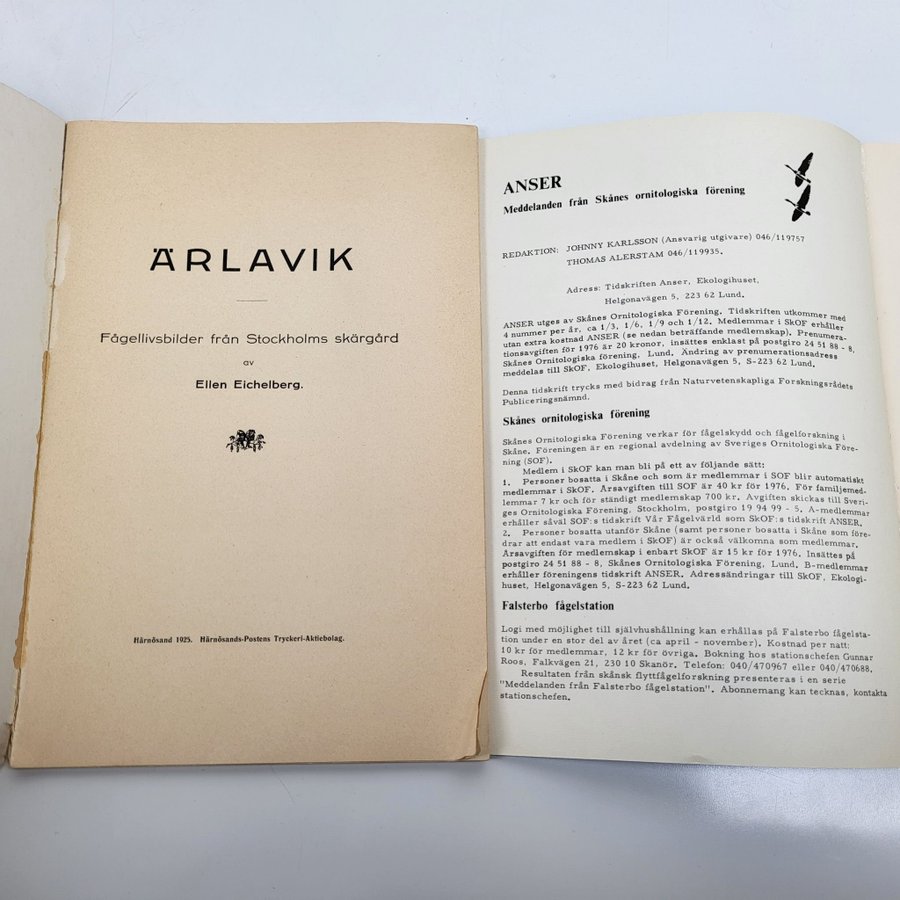 ÄRLAVIK
Fågellivsbilder från Stockholms skärgård
av
Ellen Eichelberg.
Härnösand 1925. Härnösands-Postens Tryckeri-Aktiebolag.
ANSER
Meddelanden från Skånes ornitologiska förening
REDAKTION: JOHNNY KARLSSON (Ansvarig utgivare) 046/119757
THOMAS ALERSTAM 046/119935.
Adress: Tidskriften Anser, Ekologihuset,
Helgonavägen 5, 223 62 Lund.
ANSER utges av Skånes Ornitologiska Förening. Tidskriften utkommer med
4 nummer per år, ca 1/3, 1/6, 1/9 och 1/12. Medlemmar i SkOF erhåller
utan extra kostnad ANSER (se nedan beträffande medlemskap). Prenumera-
tionsavgiften för 1976 är 20 kronor, insättes enklast på postgiro 24 51 88 - 8,
Skånes Ornitologiska förening, Lund. Ändring av prenumerationsadress
meddelas till SkOF, Ekologihuset, Helgonavägen 5, S-223 62 Lund.
Denna tidskrift trycks med bidrag från Naturvetenskapliga Forskningsrådets
Publiceringsnämnd.
Skånes ornitologiska förening
Skånes Ornitologiska Förening verkar för fågelskydd och fågelforskning i
Skåne. Föreningen är en regional avdelning av Sveriges Ornitologiska Före-
ning (SOF).
Medlem i SkOF kan man bli på ett av följande sätt:
1. Personer bosatta i Skåne och som är medlemmar i SOF blir automatiskt
medlemmar i SkOF. Årsavgiften till SOF är 40 kr för 1976. För familjemed-
lemmar 7 kr och för ständigt medlemskap 700 kr. Avgiften skickas till Sveri-
ges Ornitologiska Förening, Stockholm, postgiro 19 94 99 - 5. A-medlemmar
erhåller såväl SOF:s tidskrift Vår Fågelvärld som SkOF:s tidskrift ANSER.
2. Personer bosatta utanför Skåne (samt personer bosatta i Skåne som före-
drar att endast vara medlem i SkOF) är också välkomna som medlemmar.
Årsavgiften för medlemskap i enbart SkOF är 15 kr för 1976. Insättes på
postgiro 24 51 88 - 8, Skånes Ornitologiska Förening, Lund. B-medlemmar
erhåller föreningens tidskrift ANSER. Adressändringar till SkOF, Ekologi-
huset, Helgonavägen 5, S-223 62 Lund.
Falsterbo fågelstation
Logi med möjlighet till självhushållning kan erhållas på Falsterbo fågelsta-
tion under en stor del av året (ca april - november). Kostnad per natt:
10 kr för medlemmar, 12 kr för övriga. Bokning hos stationschefen Gunnar
Roos, Falkvägen 21, 230 10 Skanör. Telefon: 040/470967 eller 040/470688.
Resultaten från skånsk flyttfågelforskning presenteras i en serie
"Meddelanden från Falsterbo fågelstation". Abonnemang kan tecknas, kontakta
stationschefen.